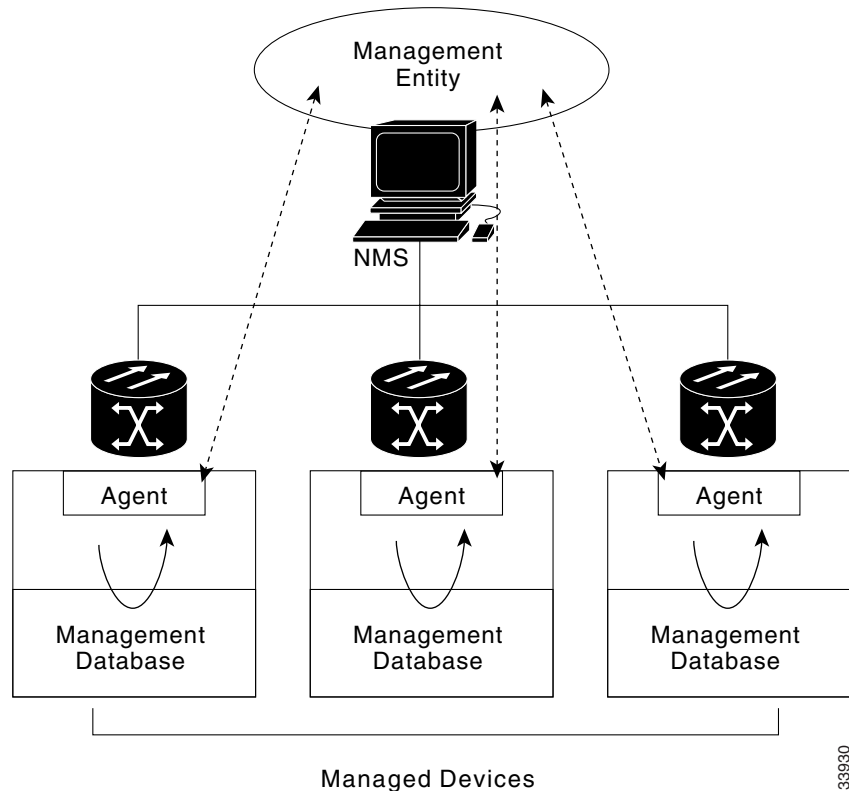 Management
Entity
NMS
Agent
Agent
Agent
Management
Database
Management
Database
Management
Database
Managed Devices
33930